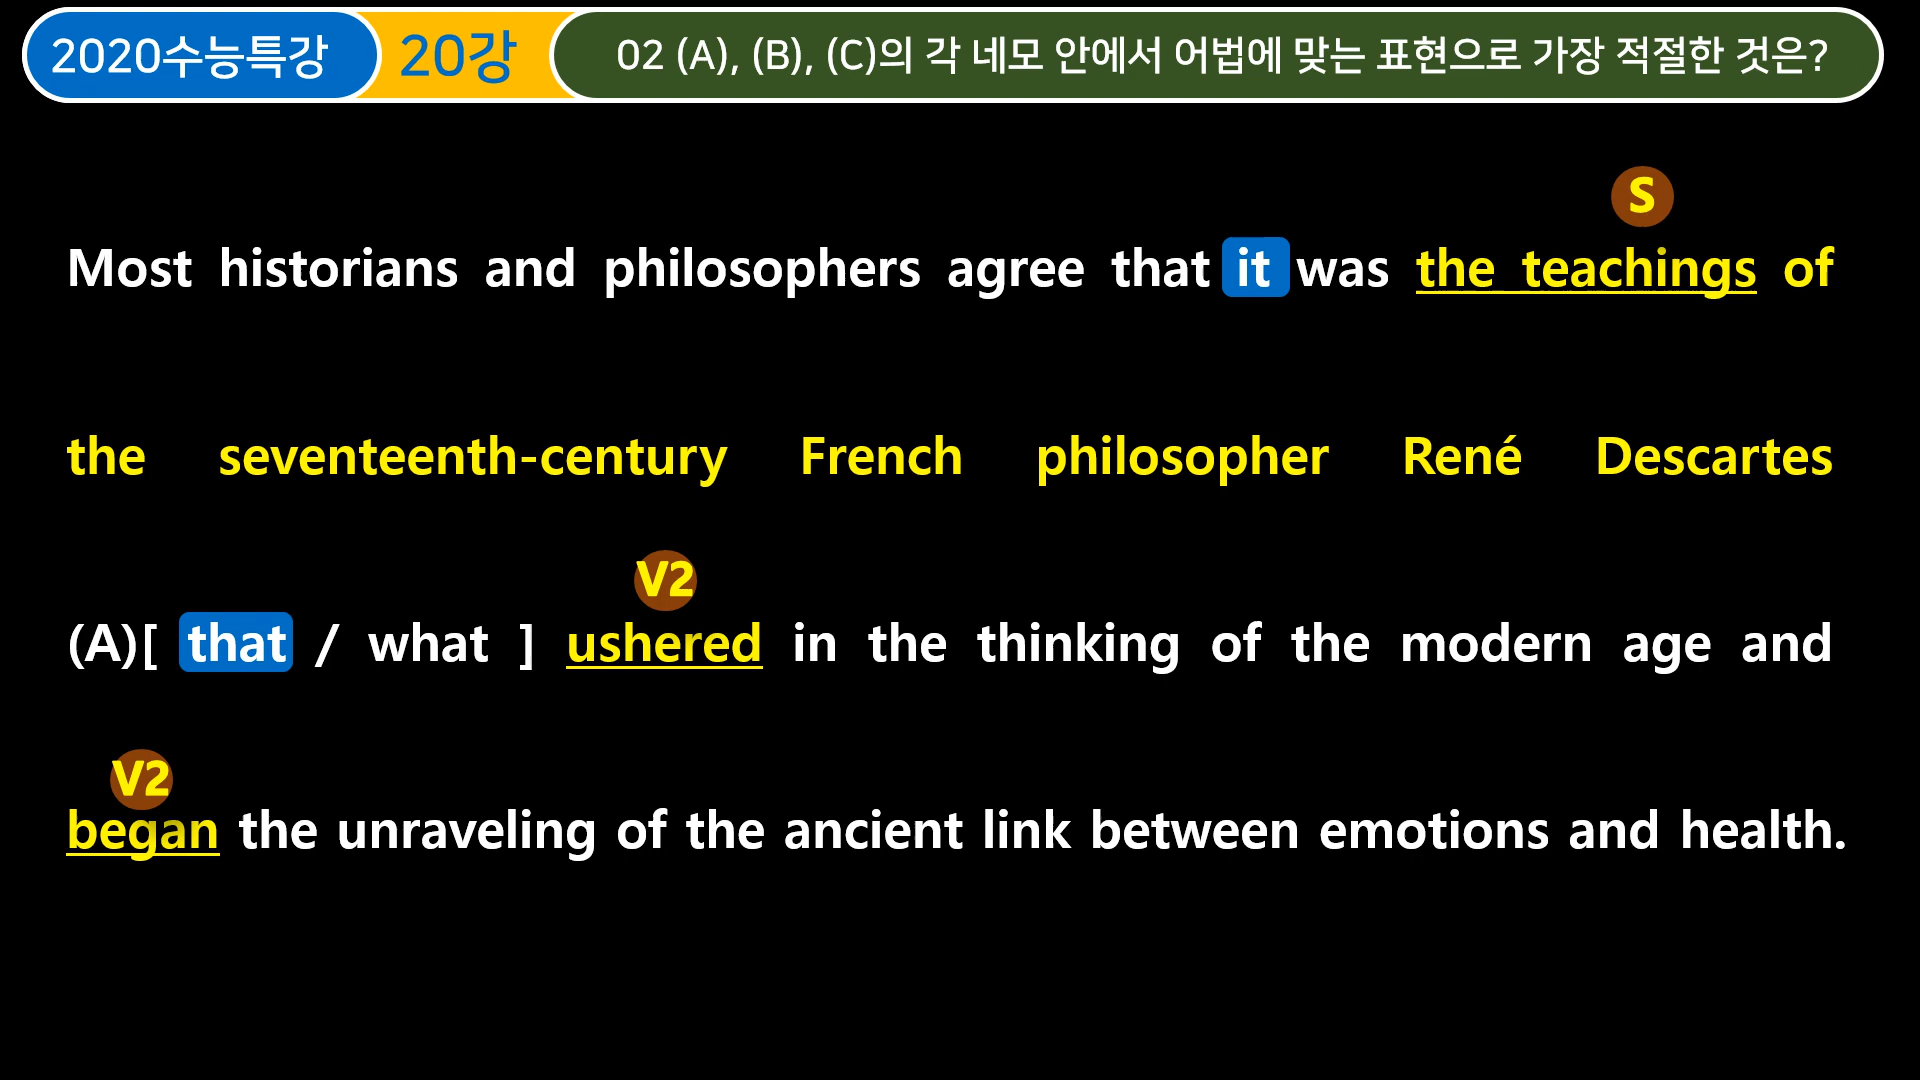 2020수능특강 20강 02 (A), (B), (C)의 각 네모 안에서 어법에 맞는 표현으로 가장 적절한 것은?
S
Most historians and philosophers agree that it was the teachings of
the seventeenth-century French philosopher René Descartes
V2
(A)[ that / what ] ushered in the thinking of the modern age and
V2
began the unraveling of the ancient link between emotions and health.